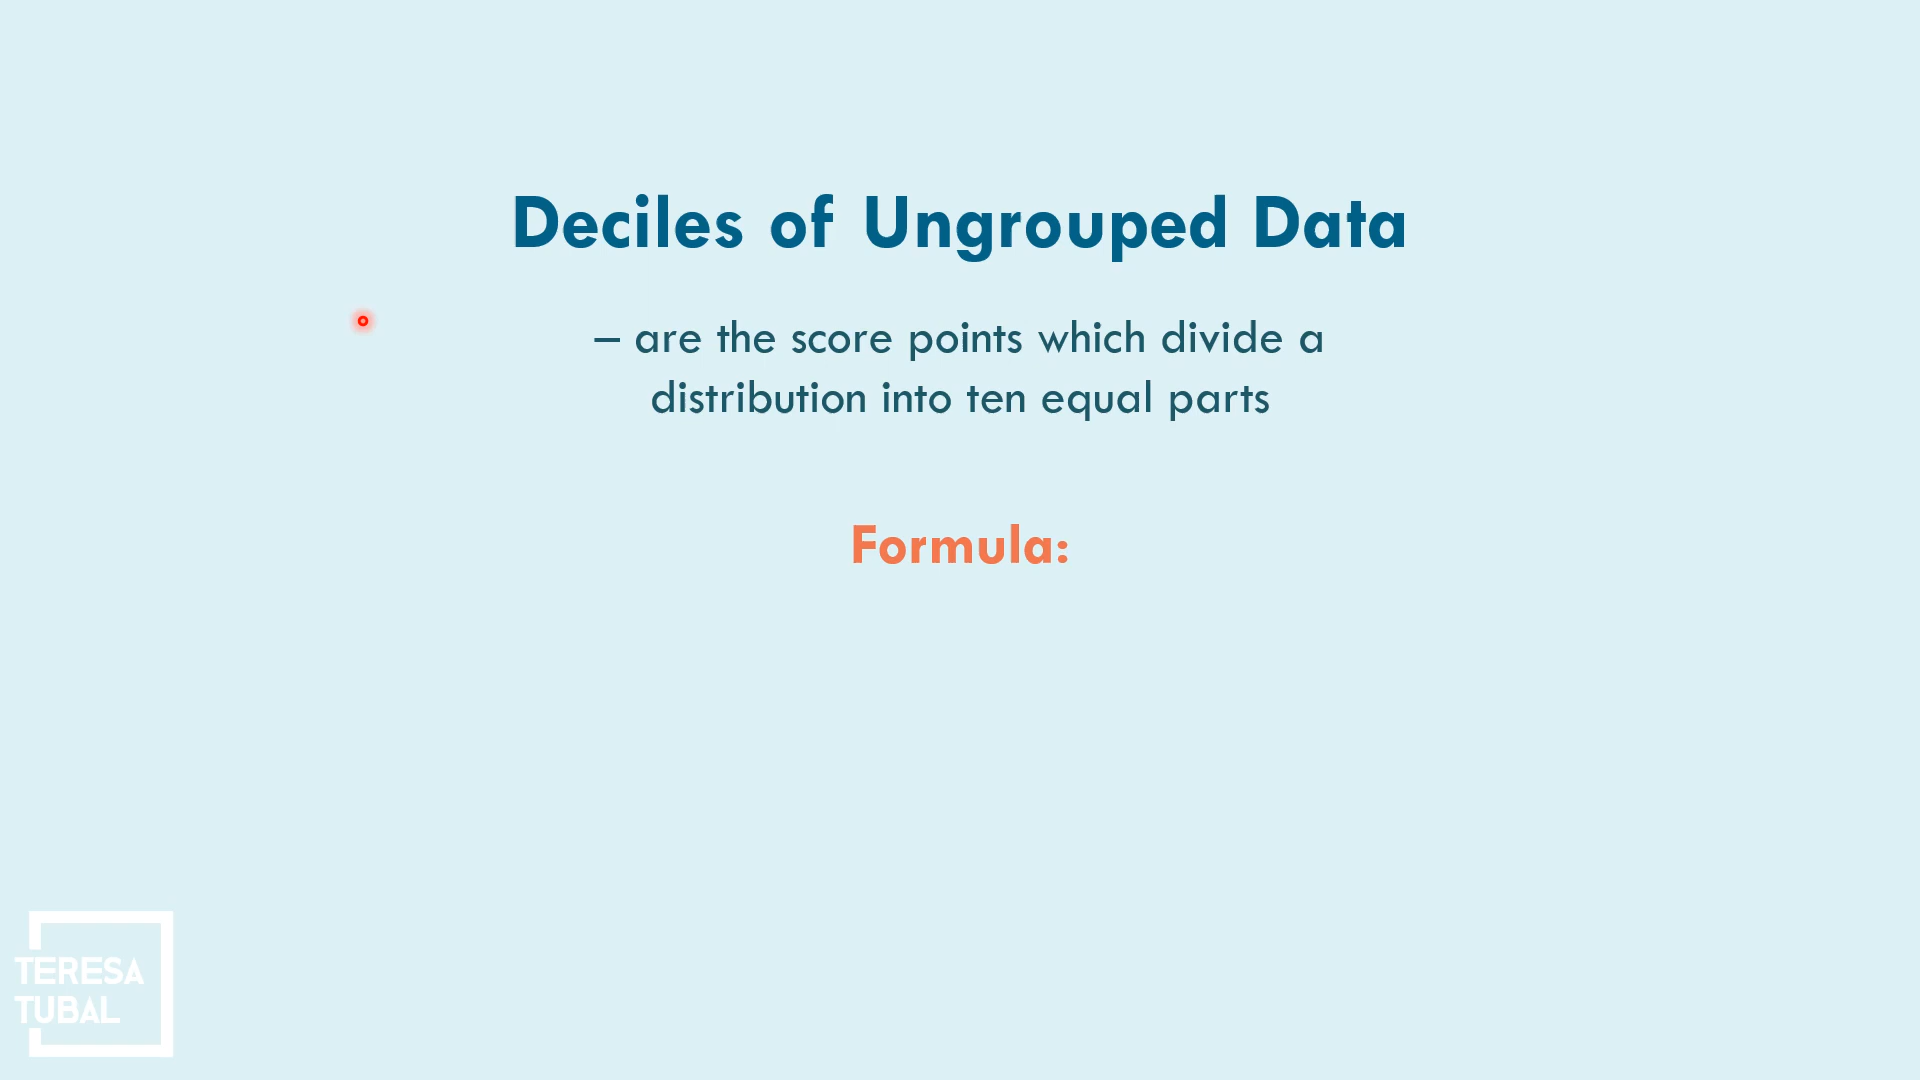 Deciles of Ungrouped Data
– are the score points which divide a
distribution into ten equal parts
Formula:
TERESA
TUBAL